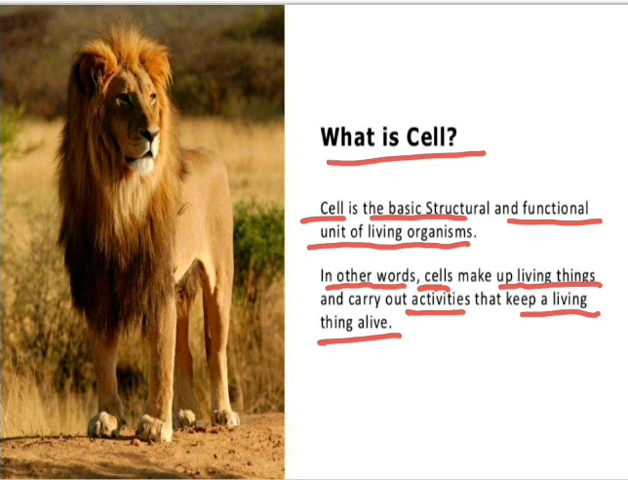 What is Cell?
Cell is the basic Structural and functional
unit of living organisms.
In other words, cells make up living things
and carry out activities that keep a living
thing alive.